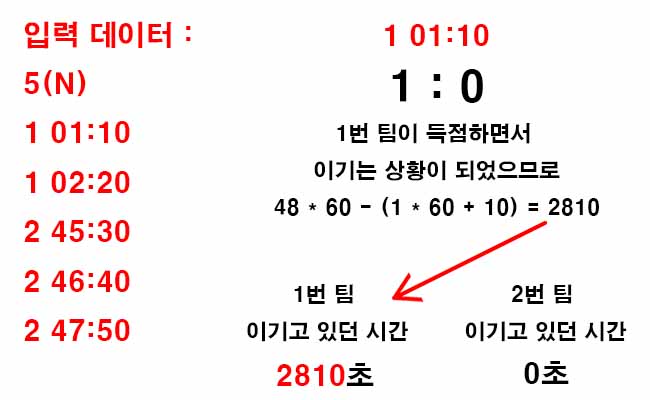 입력 데이터 :
5(N)
1 01:10
1 02:20
2 45:30
2 46:40
2 47:50
1 01:10
1 : 0
1번 팀이 득점하면서
이기는 상황이 되었으므로
48 * 60 - (1 * 60 + 10) = 2810
1번 팀
이기고 있던 시간
2810초
2번 팀
이기고 있던 시간
0초